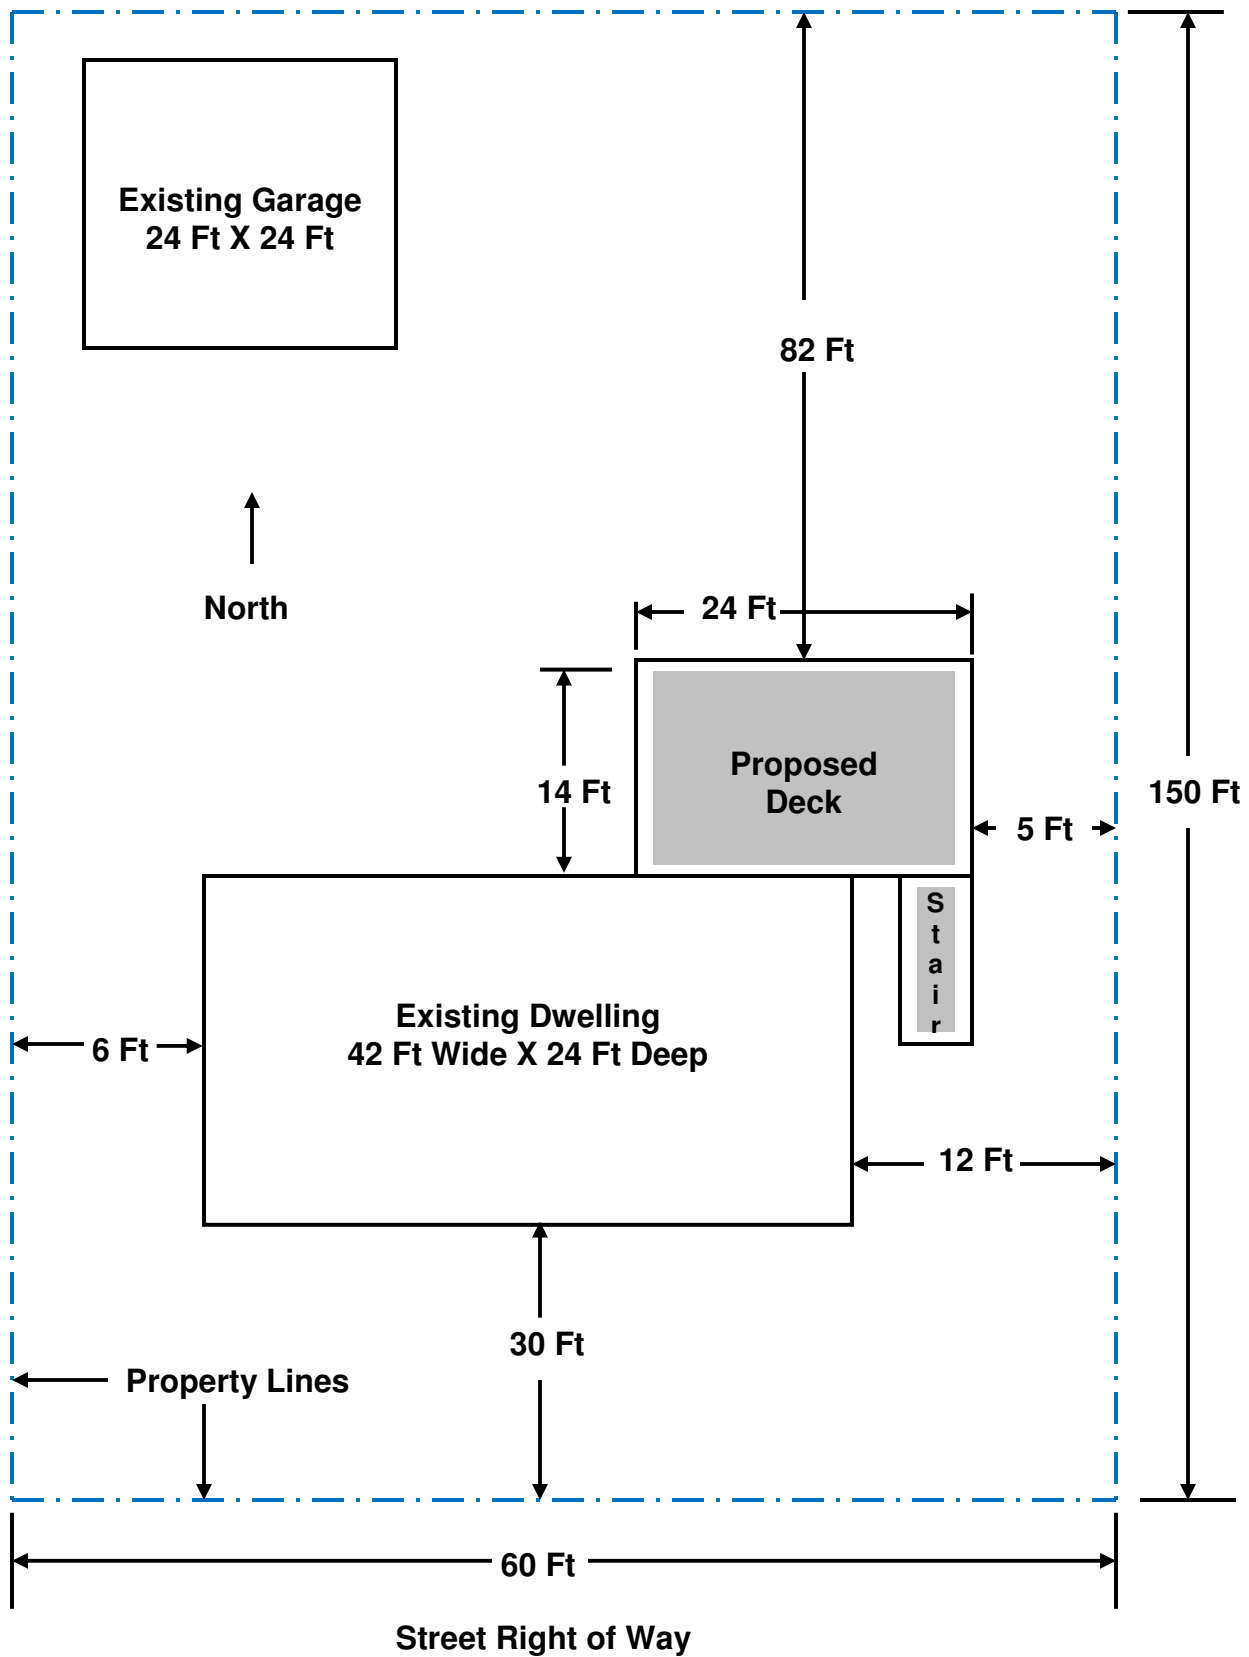 Existing Garage
24 Ft X 24 Ft
82 Ft
North
24 Ft
14 Ft
Proposed
Deck
150 Ft
5 Ft
S
t
a
i
r
Existing Dwelling
42 Ft Wide X 24 Ft Deep
6 Ft
12 Ft
30 Ft
Property Lines
60 Ft
Street Right of Way